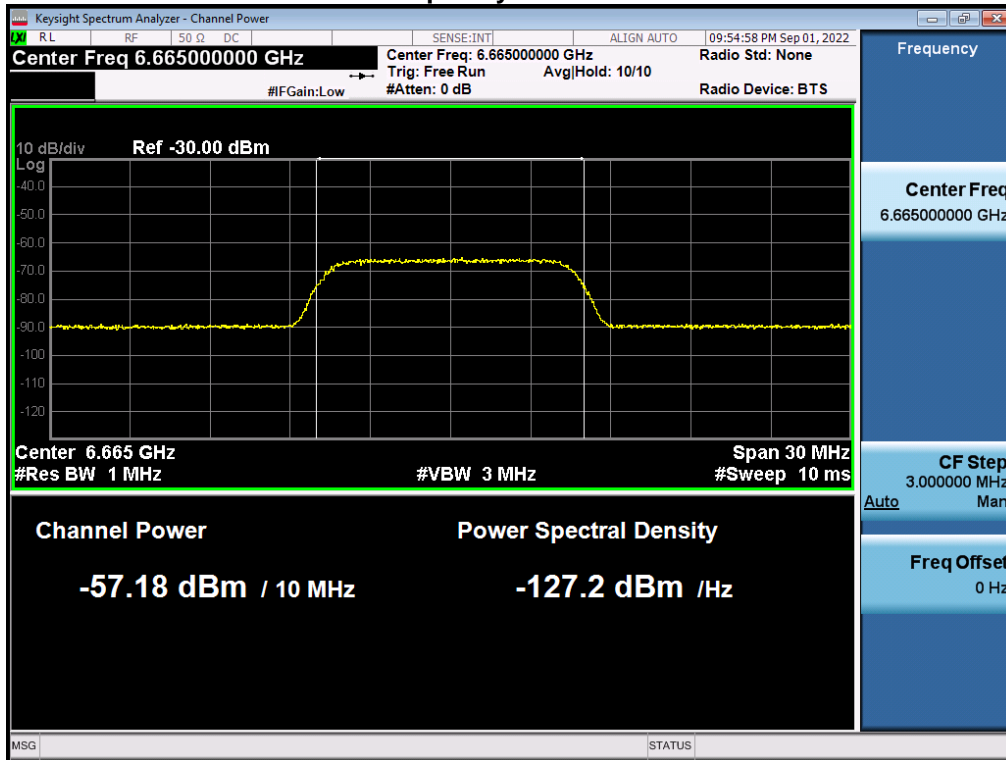 Keysight Spectrum Analyzer - Channel Power
LXI RL RF 50 Ω DC SENSE:INT ALIGN AUTO 09:54:58 PM Sep 01, 2022
Center Freq 6.665000000 GHz
Center Freq: 6.665000000 GHz Radio Std: None
Trig: Free Run Avg|Hold: 10/10
#IFGain:Low #Atten: 0 dB Radio Device: BTS
10 dB/div Ref -30.00 dBm
Log
-40.0
-50.0
-60.0
-70.0
-80.0
-90.0
-100
-110
-120
Center 6.665 GHz Span 30 MHz
#Res BW 1 MHz #VBW 3 MHz #Sweep 10 ms
Channel Power Power Spectral Density
-57.18 dBm / 10 MHz -127.2 dBm /Hz
Frequency
Center Freq
6.665000000 GHz
CF Step
3.000000 MHz
Auto Man
Freq Offset
0 Hz
MSG STATUS